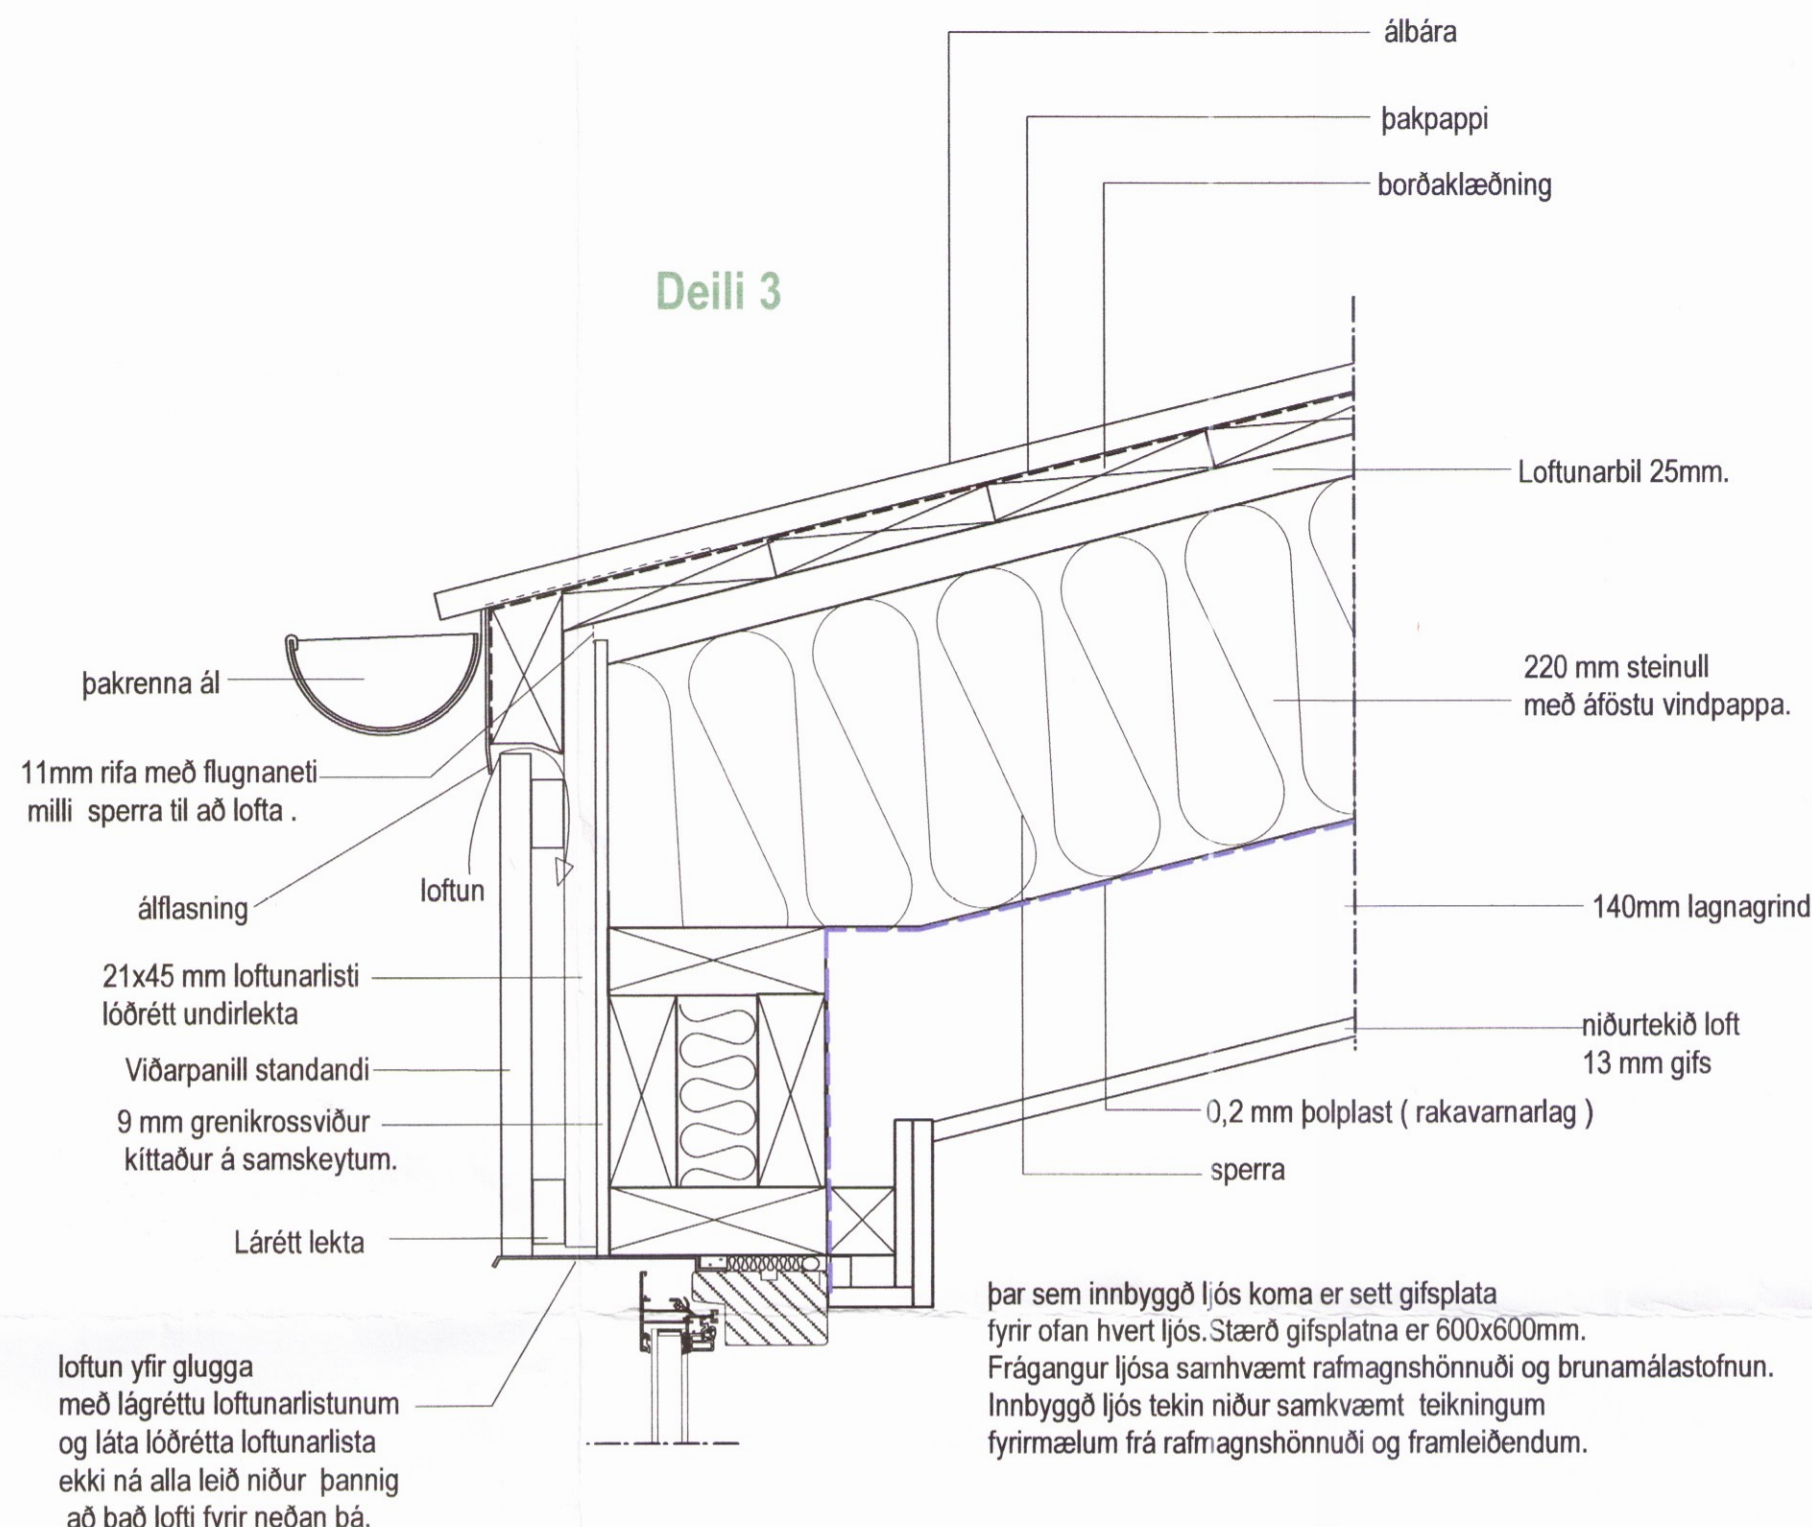 álbára
þakpappi
borðaklæðning
Deili 3
Loftunarbil 25mm.
220 mm steinull
með áföstu vindpappa.
þakrenna ál
11mm rifa með flugnaneti
milli sperra til að lofta .
loftun
álflasning
140mm lagnagrind
21x45 mm loftunarlisti
lóðrétt undirlekta
niðurtekið loft
13 mm gifs
Viðarpanill standandi
9 mm grenikrossviður
kíttaður á samskeytum.
0,2 mm þolplast ( rakavarnarlag )
sperra
Lárétt lekta
þar sem innbyggð ljós koma er sett gifsplata
fyrir ofan hvert ljós.Stærð gifsplatna er 600x600mm.
Frágangur ljósa samhvæmt rafmagnshönnuði og brunamálastofnun.
Innbyggð ljós tekin niður samkvæmt teikningum
fyrirmælum frá rafmagnshönnuði og framleiðendum.
loftun yfir glugga
með lágréttu loftunarlistunum
og láta lóðrétta loftunarlista
ekki ná alla leið niður þannig
að það lofti fyrir neðan þá.